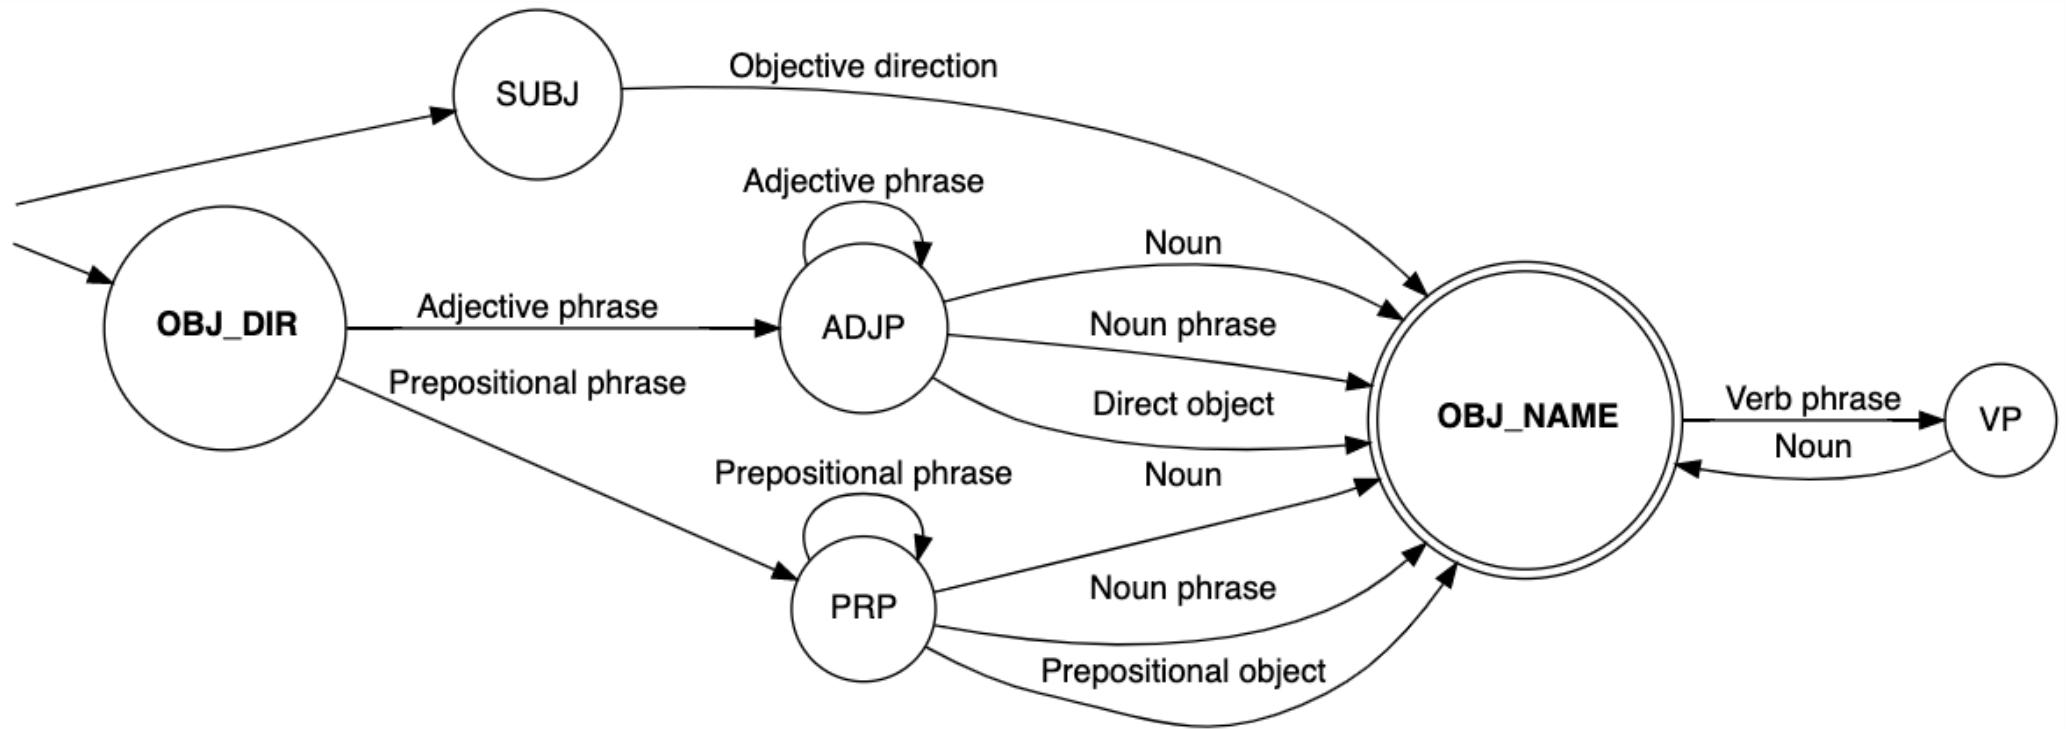 SUBJ
Objective direction
Adjective phrase
Noun
OBJ_DIR
Adjective phrase
ADJP
Noun phrase
Prepositional phrase
Direct object
OBJ_NAME
Verb phrase
VP
Noun
Prepositional phrase
Noun
PRP
Noun phrase
Prepositional object